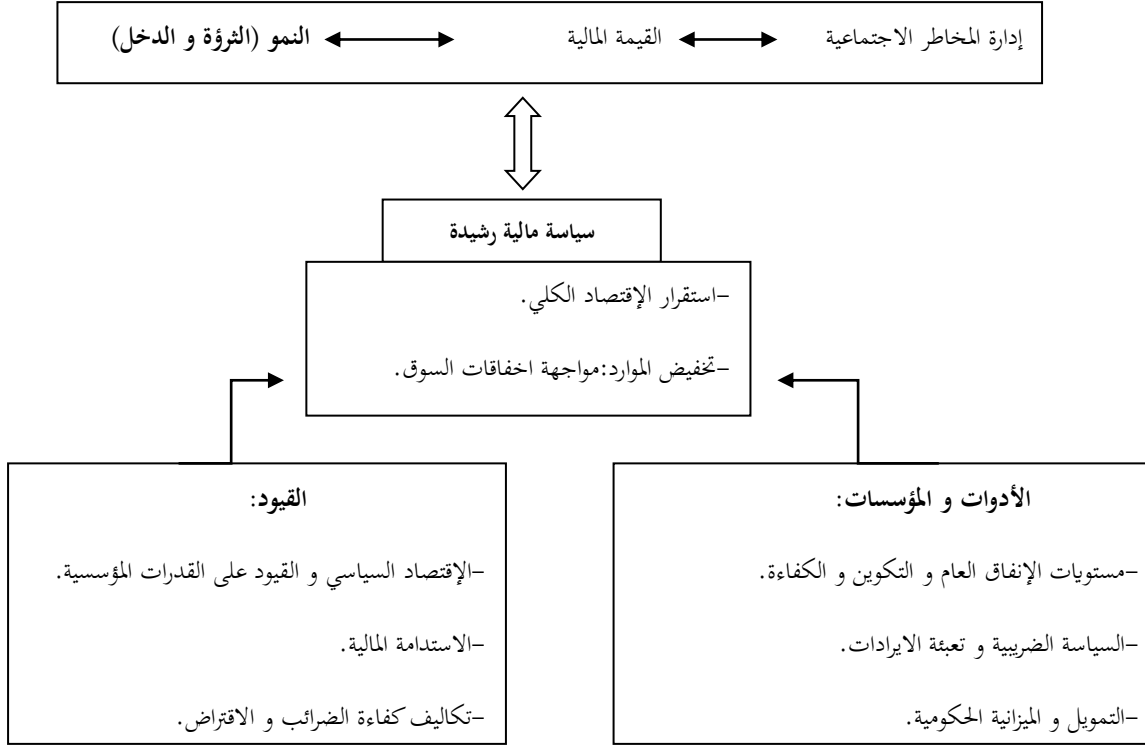 إدارة المخاطر الاجتماعية القيمة المالية النمو (الثرؤة و الدخل)
سياسة مالية رشيدة
-استقرار الإقتصاد الكلي.
-تخفيض الموارد:مواجهة اخفاقات السوق.
الأدوات و المؤسسات:
-مستويات الإنفاق العام و التكوين و الكفاءة.
-السياسة الضريبية و تعبئة الايرادات.
-التمويل و الميزانية الحكومية.
القيود:
-الإقتصاد السياسي و القيود على القدرات المؤسسية.
-الاستدامة المالية.
-تكاليف كفاءة الضرائب و الاقتراض.